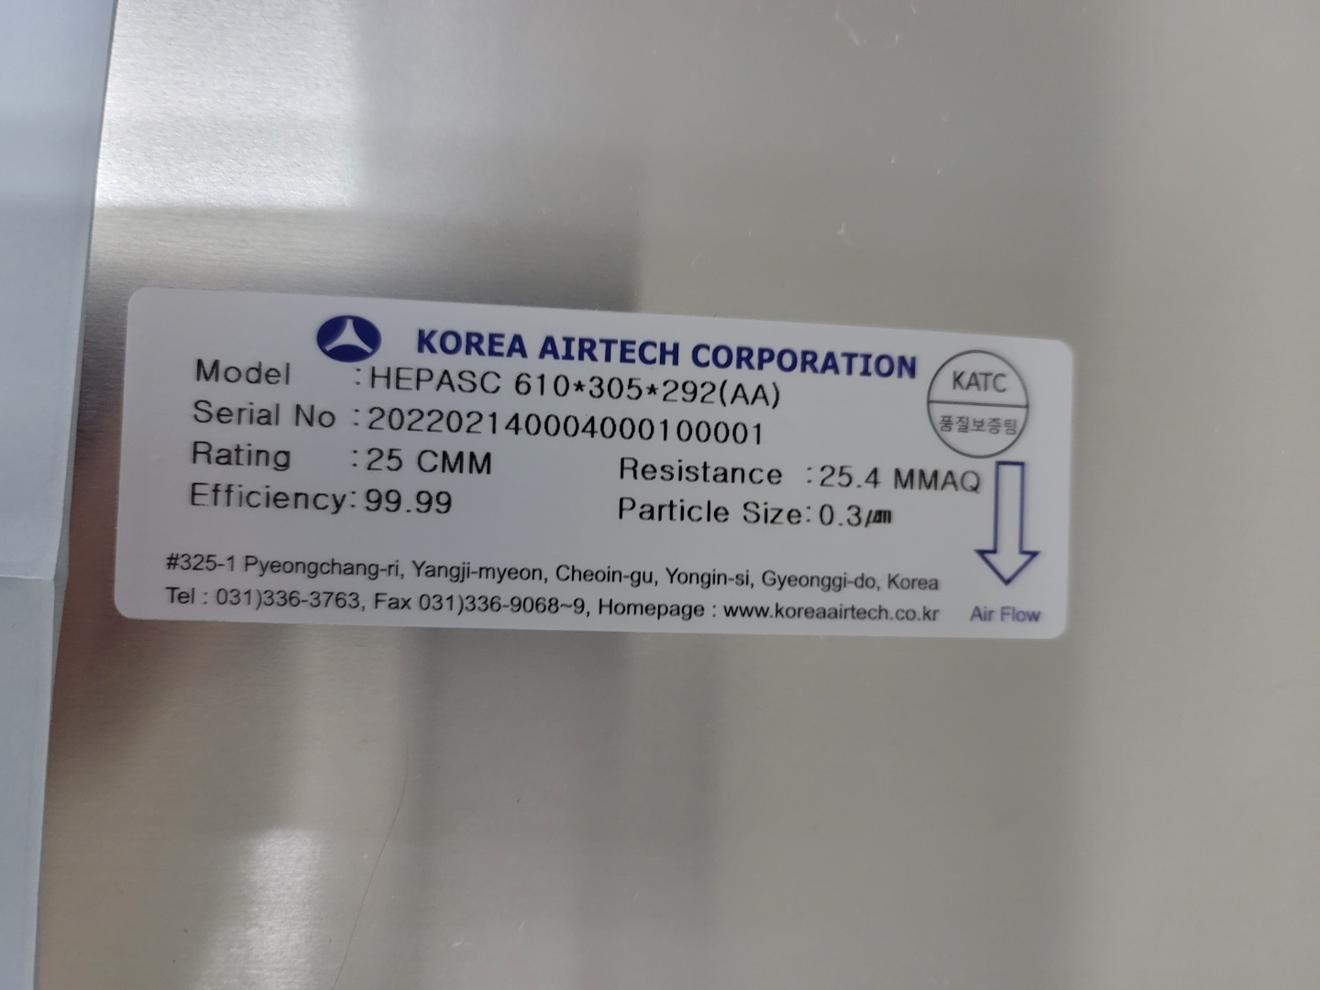 KOREA AIRTECH CORPORATION
KATC
품질보증팀
Model :HEPASC 610*305*292(AA)
Serial No :202202140004000100001
Rating :25 CMM Resistance :25.4 MMAQ
Efficiency:99.99 Particle Size:0.3㎛
#325-1 Pyeongchang-ri, Yangji-myeon, Cheoin-gu, Yongin-si, Gyeonggi-do, Korea
Tel : 031)336-3763, Fax 031)336-9068~9, Homepage : www.koreaairtech.co.kr
Air Flow